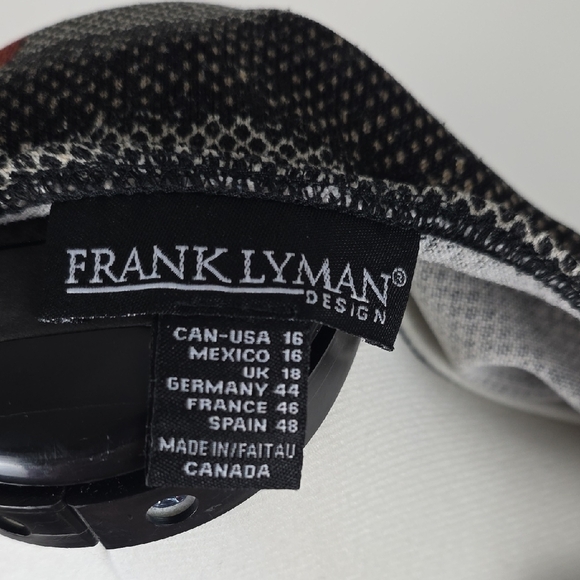 FRANK LYMAN®
DESIGN
CAN-USA 16
MEXICO 16
UK 18
GERMANY 44
FRANCE 46
SPAIN 48
MADE IN/FAIT AU
CANADA